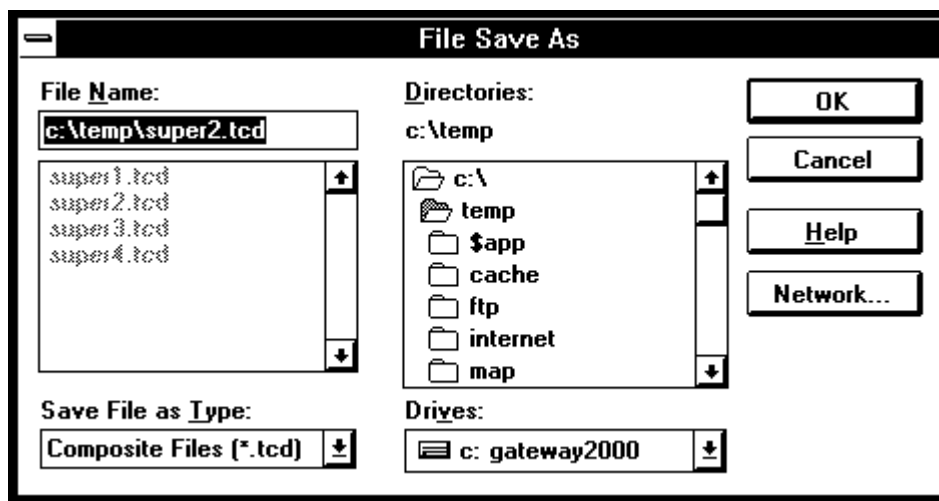 File Save As
File Name:
c:\temp\super2.tcd
super1.tcd
super2.tcd
super3.tcd
super4.tcd
Save File as Type:
Composite Files (*.tcd)
Directories:
c:\temp
c:\
temp
$app
cache
ftp
internet
map
Drives:
c: gateway2000
OK
Cancel
Help
Network...